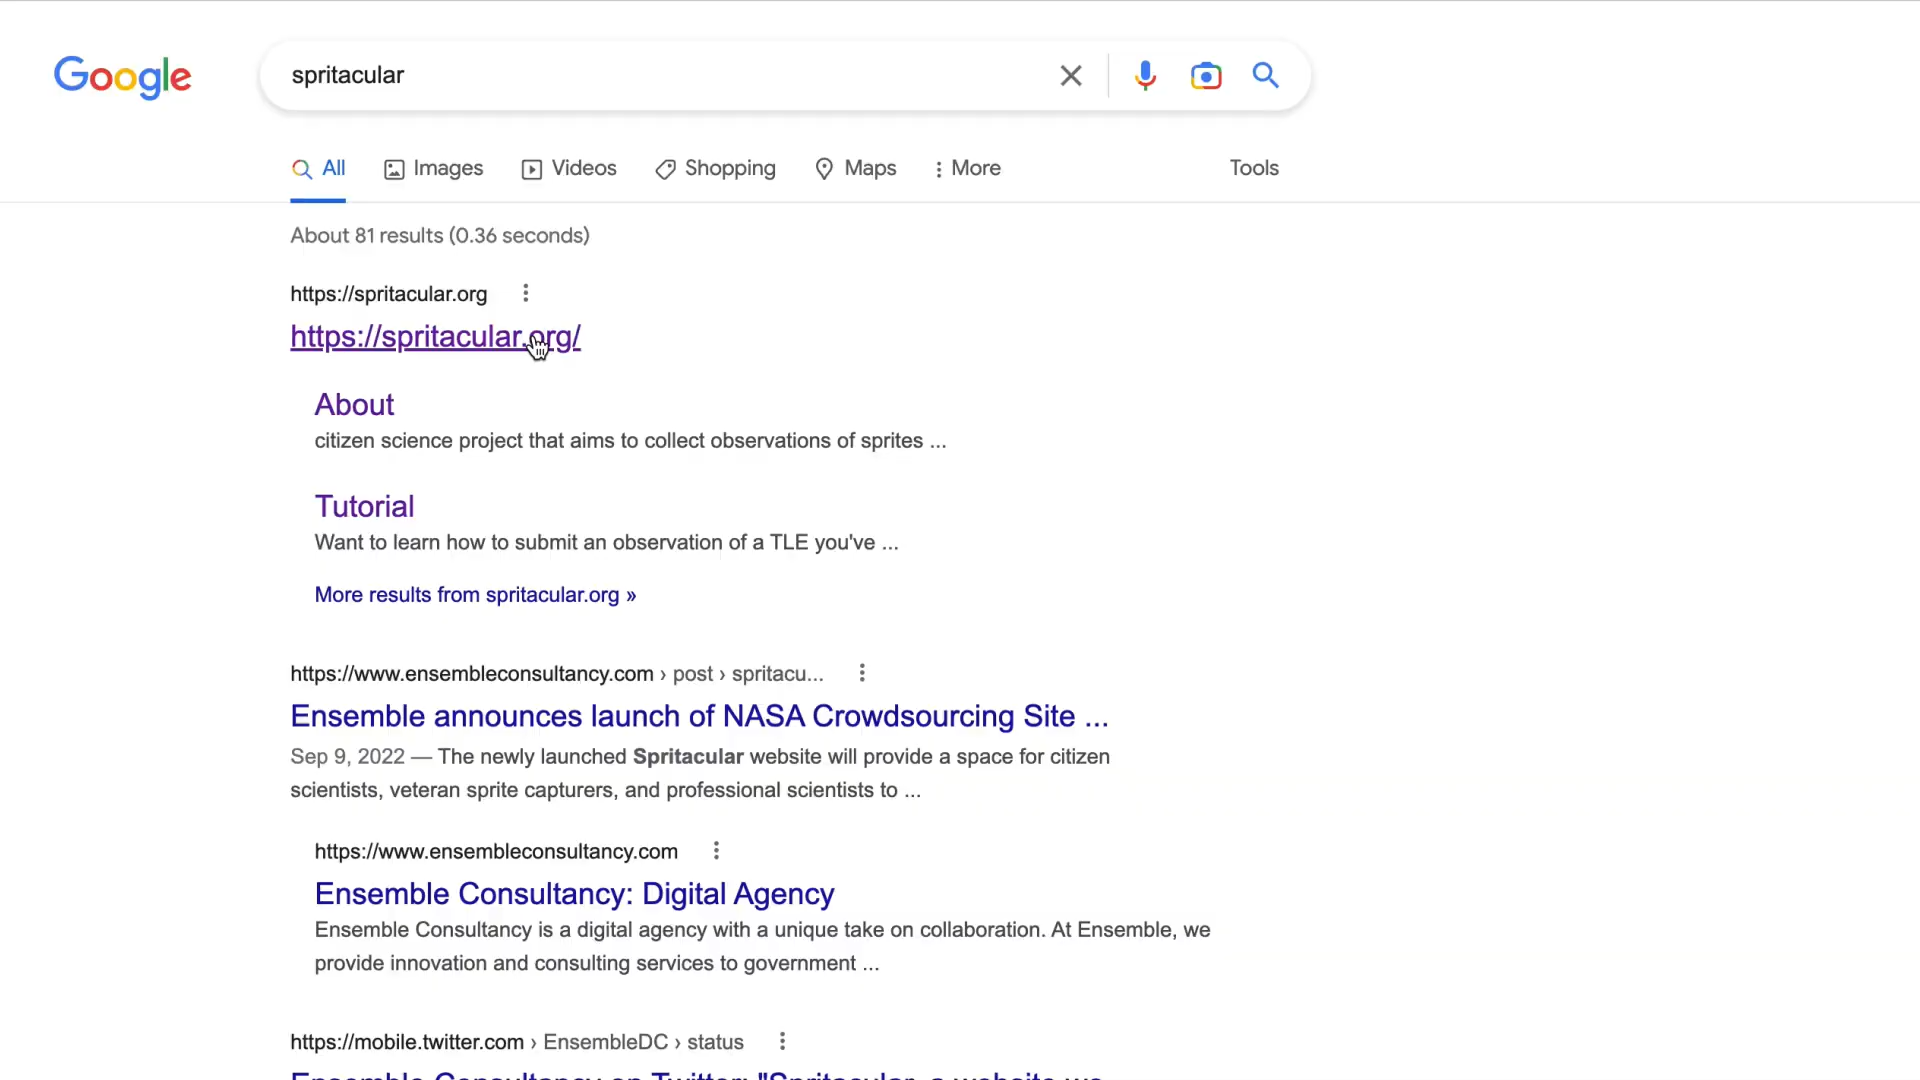 Google
spritacular
All Images Videos Shopping Maps More Tools
About 81 results (0.36 seconds)
https://spritacular.org
https://spritacular.org/
About
citizen science project that aims to collect observations of sprites ...
Tutorial
Want to learn how to submit an observation of a TLE you've ...
More results from spritacular.org »
https://www.ensembleconsultancy.com › post › spritacu...
Ensemble announces launch of NASA Crowdsourcing Site ...
Sep 9, 2022 — The newly launched Spritacular website will provide a space for citizen
scientists, veteran sprite capturers, and professional scientists to ...
https://www.ensembleconsultancy.com
Ensemble Consultancy: Digital Agency
Ensemble Consultancy is a digital agency with a unique take on collaboration. At Ensemble, we
provide innovation and consulting services to government ...
https://mobile.twitter.com › EnsembleDC › status
Ensemble Consultancy on Twitter: "Spritacular, a website we